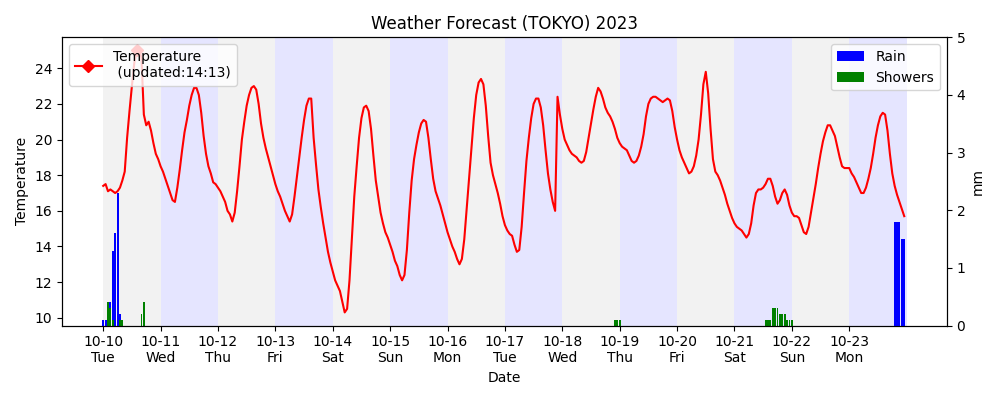 Weather Forecast (TOKYO) 2023
Temperature
(updated:14:13)
Rain
Showers
Temperature
24
22
20
18
16
14
12
10
5
4
3
2
1
0
mm
10-10 10-11 10-12 10-13 10-14 10-15 10-16 10-17 10-18 10-19 10-20 10-21 10-22 10-23
Tue Wed Thu Fri Sat Sun Mon Tue Wed Thu Fri Sat Sun Mon
Date